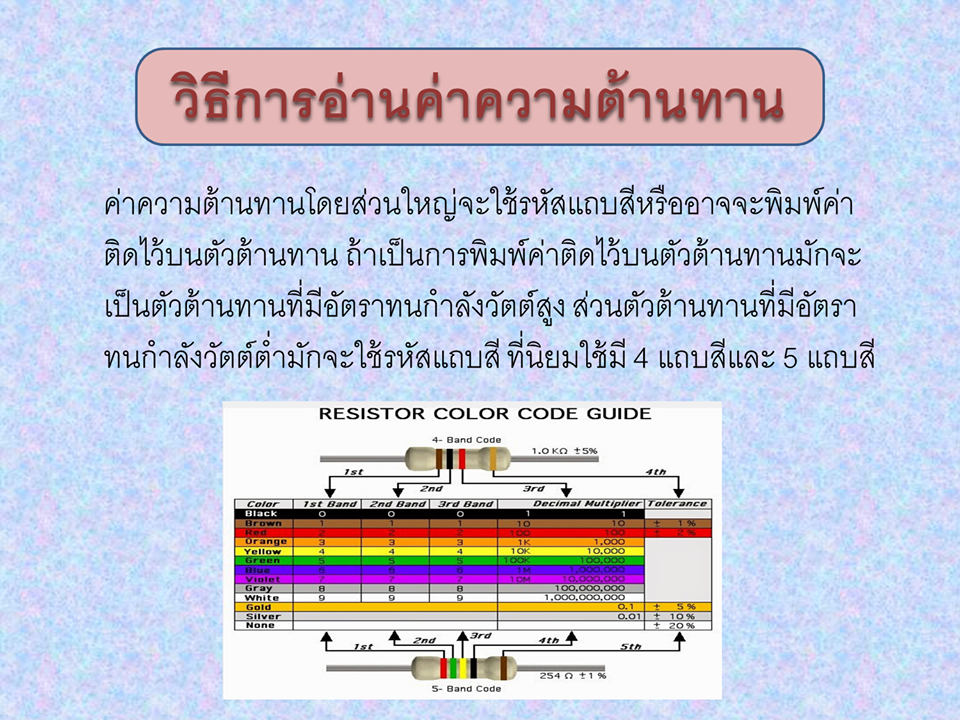 วิธีการอ่านค่าความต้านทาน
ค่าความต้านทานโดยส่วนใหญ่จะใช้รหัสแถบสีหรืออาจจะพิมพ์ค่า
ติดไว้บนตัวต้านทาน ถ้าเป็นการพิมพ์ค่าติดไว้บนตัวต้านทานมักจะ
เป็นตัวต้านทานที่มีอัตราทนกำลังวัตต์สูง ส่วนตัวต้านทานที่มีอัตรา
ทนกำลังวัตต์ต่ำมักจะใช้รหัสแถบสี ที่นิยมใช้มี 4 แถบสีและ 5 แถบสี
RESISTOR COLOR CODE GUIDE
4- Band Code
1.0 KΩ ±5%
1st 2nd 3rd 4th
Color 1st Band 2nd Band 3rd Band Decimal Multiplier Tolerance
Black 0 0 0 1 1
Brown 1 1 1 10 10 ± 1%
Red 2 2 2 100 100 ± 2%
Orange 3 3 3 1K 1,000
Yellow 4 4 4 10K 10,000
Green 5 5 5 100K 100,000
Blue 6 6 6 1M 1,000,000
Violet 7 7 7 10M 10,000,000
Gray 8 8 8 100,000,000
White 9 9 9 1,000,000,000
Gold 0.1 ± 5%
Silver 0.01 ± 10%
None ± 20%
1st 2nd 3rd 4th 5th
254 Ω ±1%
5- Band Code